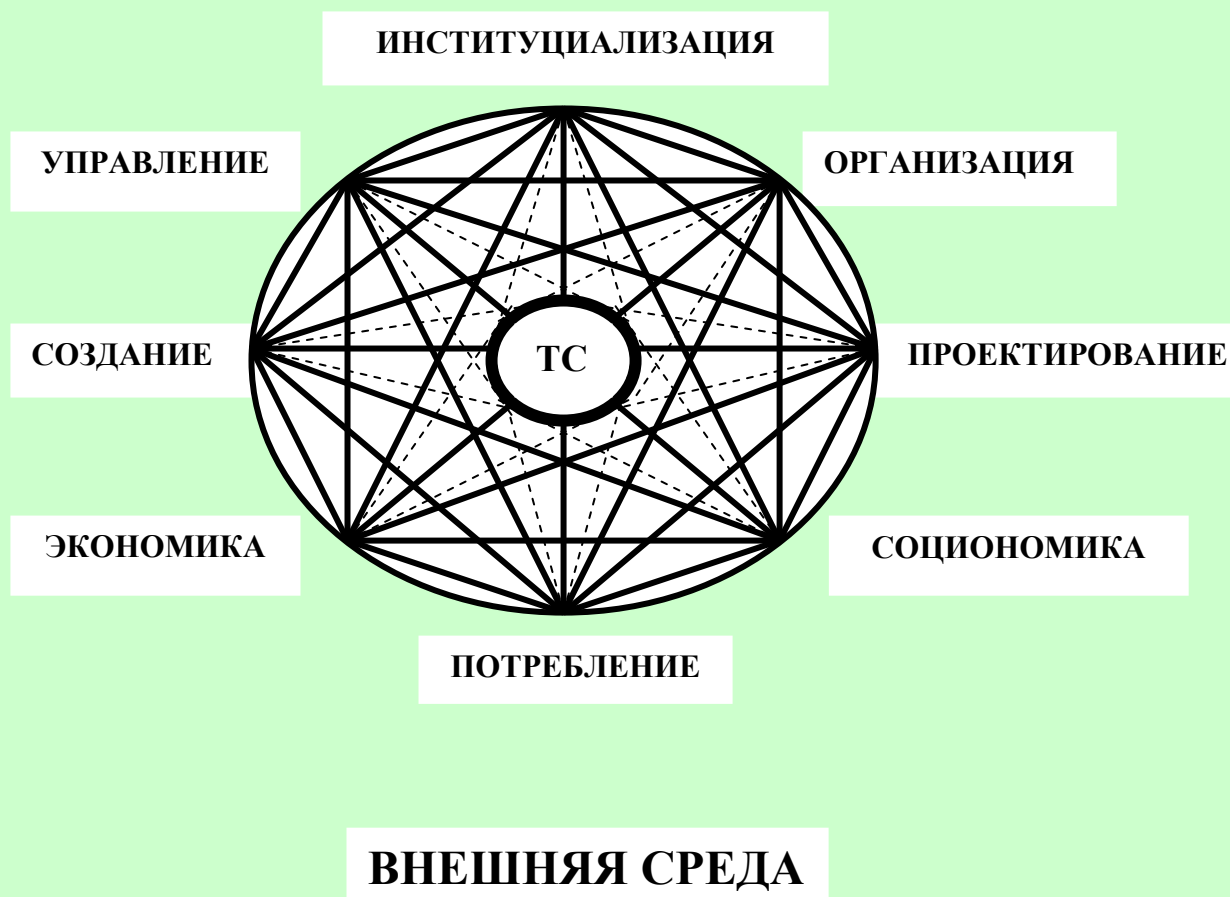 ИНСТИТУЦИАЛИЗАЦИЯ
УПРАВЛЕНИЕ
ОРГАНИЗАЦИЯ
СОЗДАНИЕ
ТС
ПРОЕКТИРОВАНИЕ
ЭКОНОМИКА
СОЦИОНОМИКА
ПОТРЕБЛЕНИЕ
ВНЕШНЯЯ СРЕДА